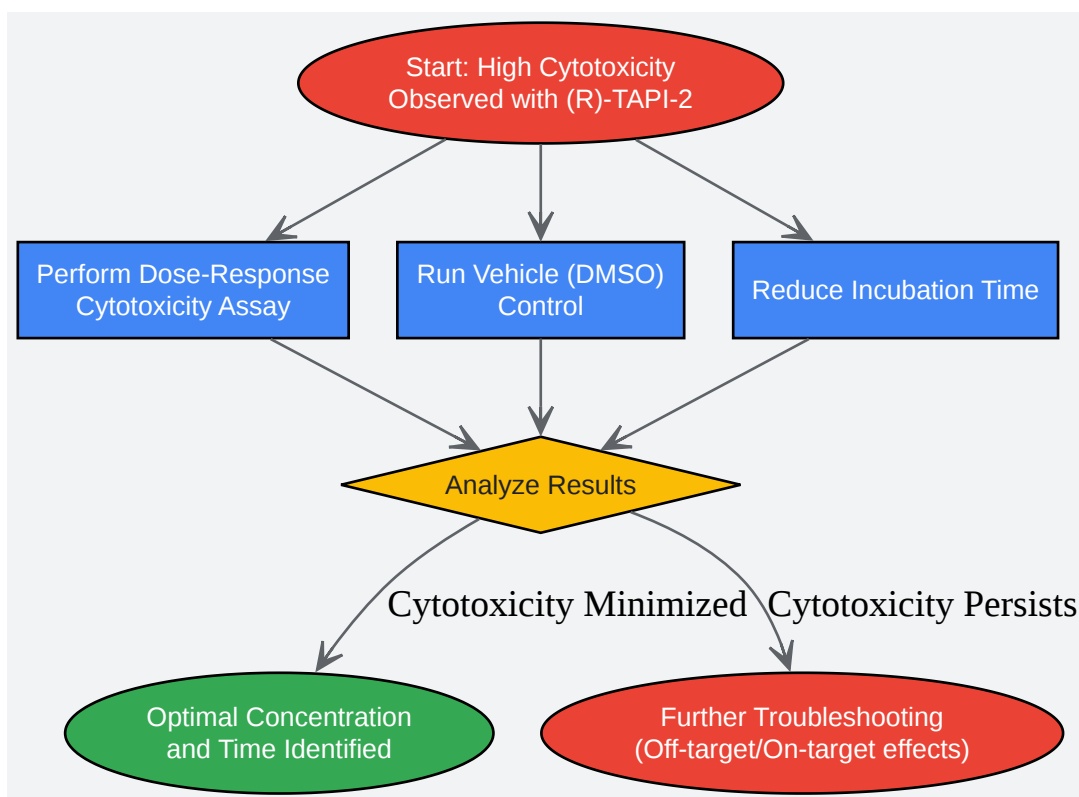 Start: High Cytotoxicity
Observed with (R)-TAPI-2
Perform Dose-Response
Cytotoxicity Assay
Run Vehicle (DMSO)
Control
Reduce Incubation Time
Analyze Results
Cytotoxicity Minimized
Cytotoxicity Persists
Optimal Concentration
and Time Identified
Further Troubleshooting
(Off-target/On-target effects)